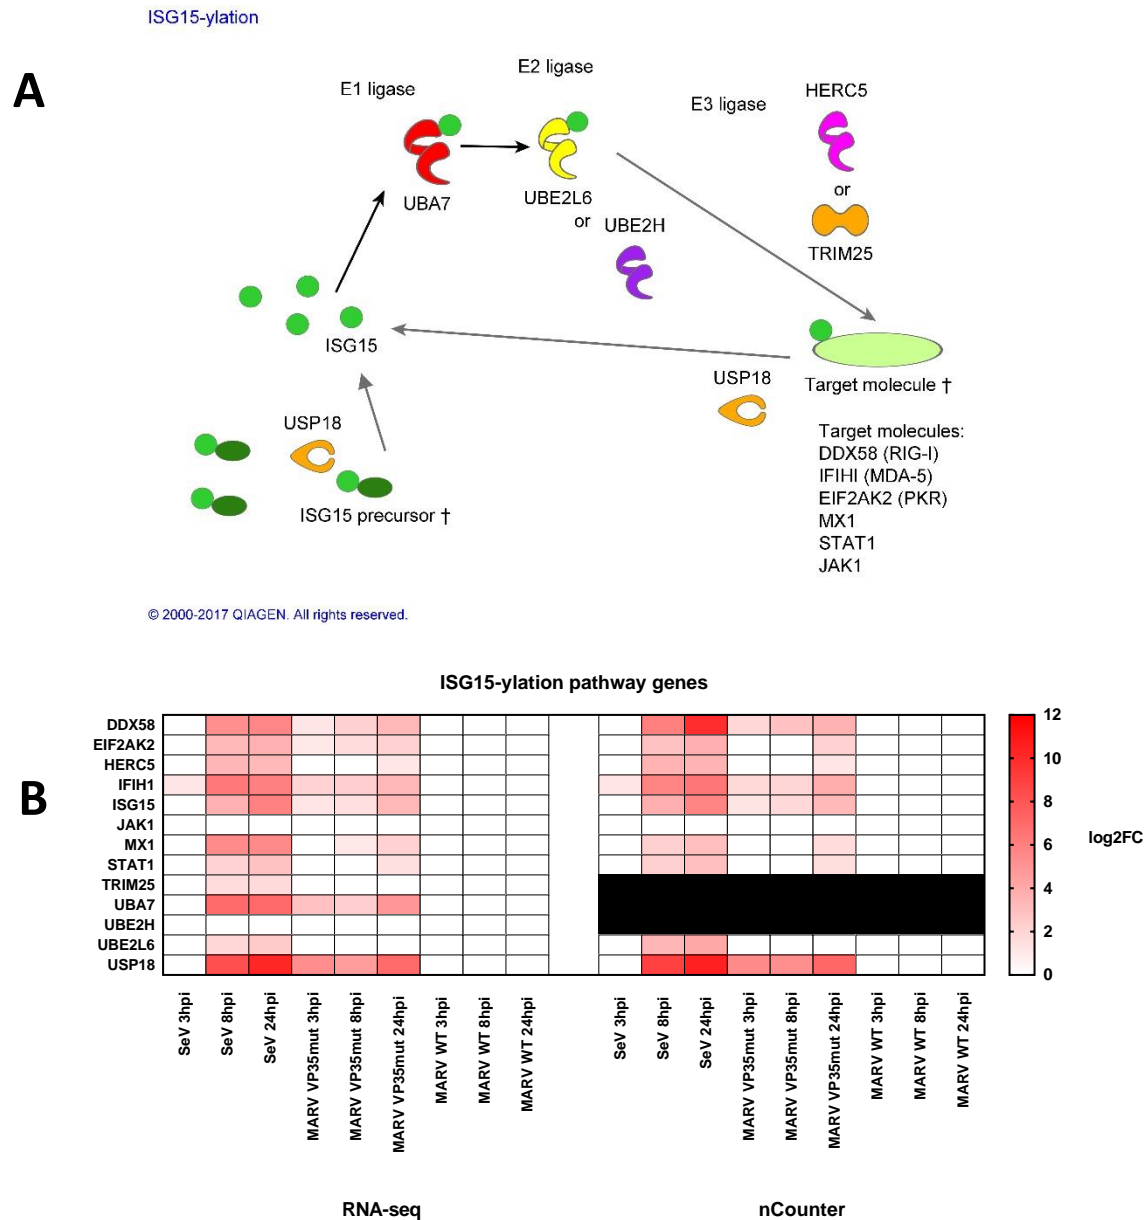 ISG15-ylation
A
E1 ligase
E2 ligase
E3 ligase
HERC5
or
TRIM25
UBA7
UBE2L6
or
UBE2H
ISG15
USP18
Target molecule †
USP18
ISG15 precursor †
Target molecules:
DDX58 (RIG-I)
IFIHI (MDA-5)
EIF2AK2 (PKR)
MX1
STAT1
JAK1
© 2000-2017 QIAGEN. All rights reserved.
B
ISG15-ylation pathway genes
DDX58
EIF2AK2
HERC5
IFIH1
ISG15
JAK1
MX1
STAT1
TRIM25
UBA7
UBE2H
UBE2L6
USP18
12
10
8
6
4
2
0
log2FC
SeV 3hpi
SeV 8hpi
SeV 24hpi
MARV VP35mut 3hpi
MARV VP35mut 8hpi
MARV VP35mut 24hpi
MARV WT 3hpi
MARV WT 8hpi
MARV WT 24hpi
SeV 3hpi
SeV 8hpi
SeV 24hpi
MARV VP35mut 3hpi
MARV VP35mut 8hpi
MARV VP35mut 24hpi
MARV WT 3hpi
MARV WT 8hpi
MARV WT 24hpi
RNA-seq
nCounter